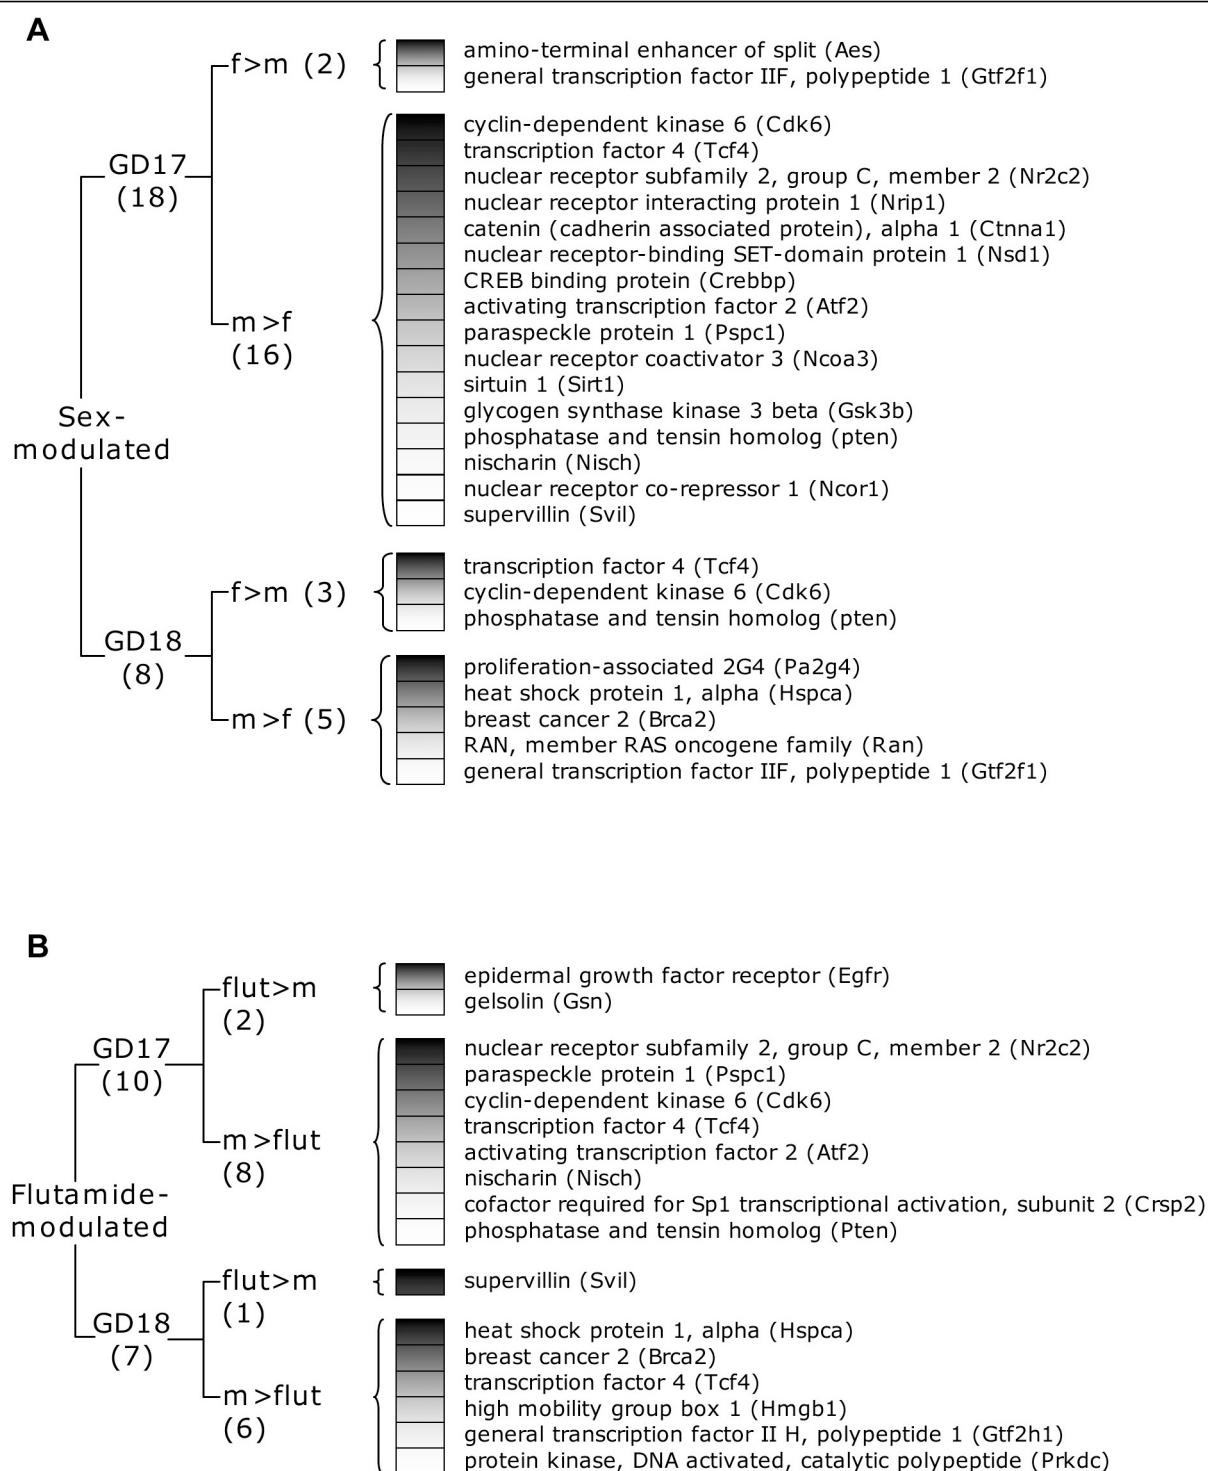 A
f>m (2)
amino-terminal enhancer of split (Aes)
general transcription factor IIF, polypeptide 1 (Gtf2f1)
GD17
(18)
m>f
(16)
cyclin-dependent kinase 6 (Cdk6)
transcription factor 4 (Tcf4)
nuclear receptor subfamily 2, group C, member 2 (Nr2c2)
nuclear receptor interacting protein 1 (Nrip1)
catenin (cadherin associated protein), alpha 1 (Ctnna1)
nuclear receptor-binding SET-domain protein 1 (Nsd1)
CREB binding protein (Crebbp)
activating transcription factor 2 (Atf2)
paraspeckle protein 1 (Pspc1)
nuclear receptor coactivator 3 (Ncoa3)
sirtuin 1 (Sirt1)
glycogen synthase kinase 3 beta (Gsk3b)
phosphatase and tensin homolog (pten)
nischarin (Nisch)
nuclear receptor co-repressor 1 (Ncor1)
supervillin (Svil)
Sex-
modulated
f>m (3)
transcription factor 4 (Tcf4)
cyclin-dependent kinase 6 (Cdk6)
phosphatase and tensin homolog (pten)
GD18
(8)
m>f (5)
proliferation-associated 2G4 (Pa2g4)
heat shock protein 1, alpha (Hspca)
breast cancer 2 (Brca2)
RAN, member RAS oncogene family (Ran)
general transcription factor IIF, polypeptide 1 (Gtf2f1)
B
flut>m
(2)
epidermal growth factor receptor (Egfr)
gelsolin (Gsn)
GD17
(10)
m>flut
(8)
nuclear receptor subfamily 2, group C, member 2 (Nr2c2)
paraspeckle protein 1 (Pspc1)
cyclin-dependent kinase 6 (Cdk6)
transcription factor 4 (Tcf4)
activating transcription factor 2 (Atf2)
nischarin (Nisch)
cofactor required for Sp1 transcriptional activation, subunit 2 (Crsp2)
phosphatase and tensin homolog (Pten)
Flutamide-
modulated
flut>m
(1)
supervillin (Svil)
GD18
(7)
m>flut
(6)
heat shock protein 1, alpha (Hspca)
breast cancer 2 (Brca2)
transcription factor 4 (Tcf4)
high mobility group box 1 (Hmgb1)
general transcription factor II H, polypeptide 1 (Gtf2h1)
protein kinase, DNA activated, catalytic polypeptide (Prkdc)